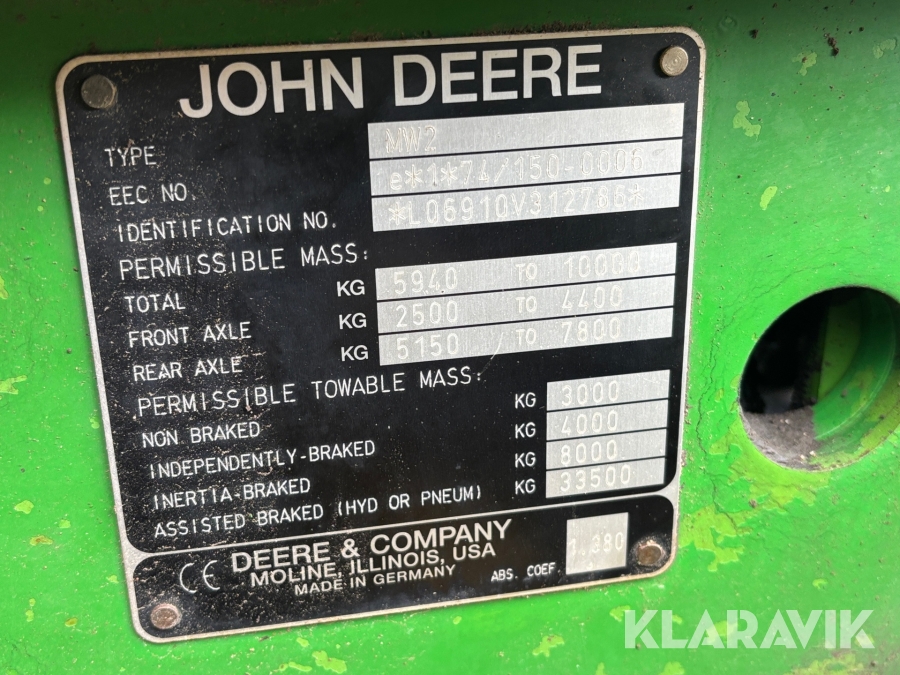 JOHN DEERE
TYPE MW2
EEC NO. e*1*74/150-0006
IDENTIFICATION NO. *L06910V312786*
PERMISSIBLE MASS:
TOTAL KG 5940 TO 10000
FRONT AXLE KG 2500 TO 4400
REAR AXLE KG 5150 TO 7800
PERMISSIBLE TOWABLE MASS:
NON BRAKED KG 3000
INDEPENDENTLY-BRAKED KG 4000
INERTIA-BRAKED KG 8000
ASSISTED BRAKED (HYD OR PNEUM) KG 33500
CE DEERE & COMPANY
MOLINE, ILLINOIS, USA
MADE IN GERMANY
ABS. COEF. 1.380
KLARAVIK